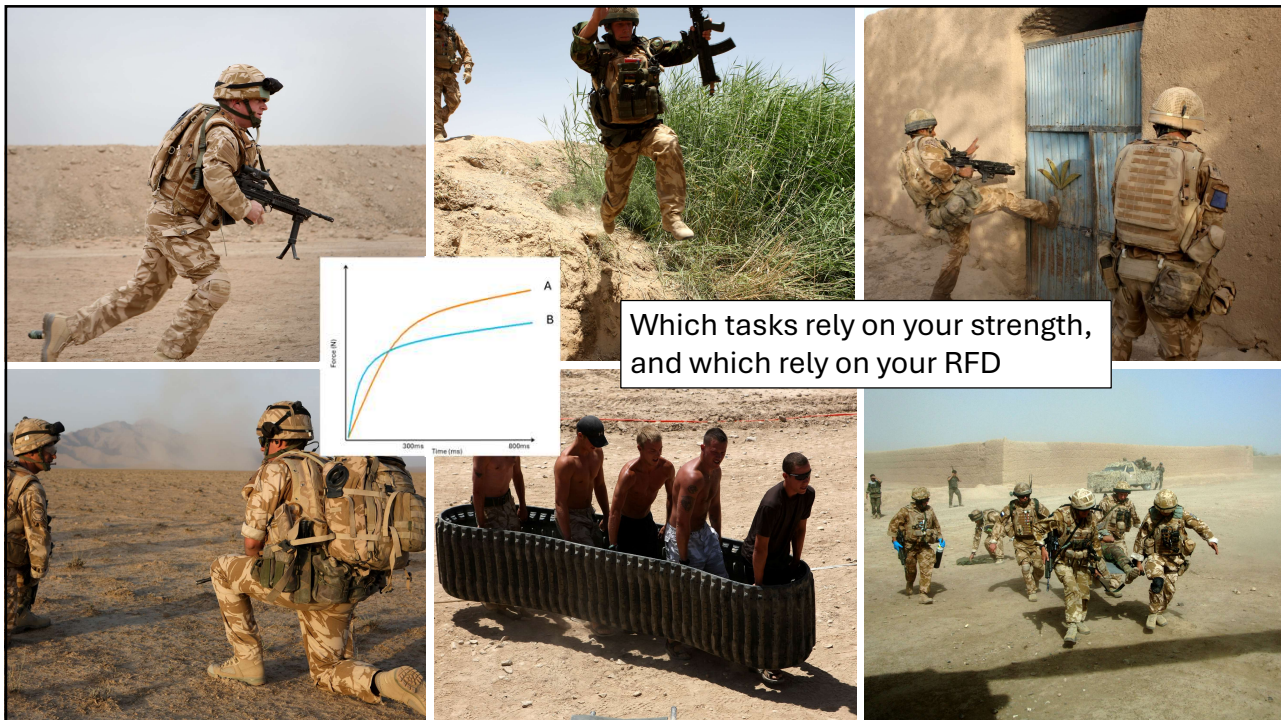 A
B
Force (N)
300ms
800ms
Time (ms)
Which tasks rely on your strength,
and which rely on your RFD